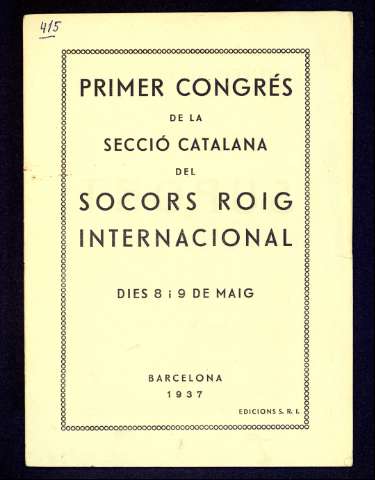 415
PRIMER CONGRÉS
DE LA
SECCIÓ CATALANA
DEL
SOCORS ROIG
INTERNACIONAL
DIES 8 i 9 DE MAIG
BARCELONA
1937
EDICIONS S. R. I.